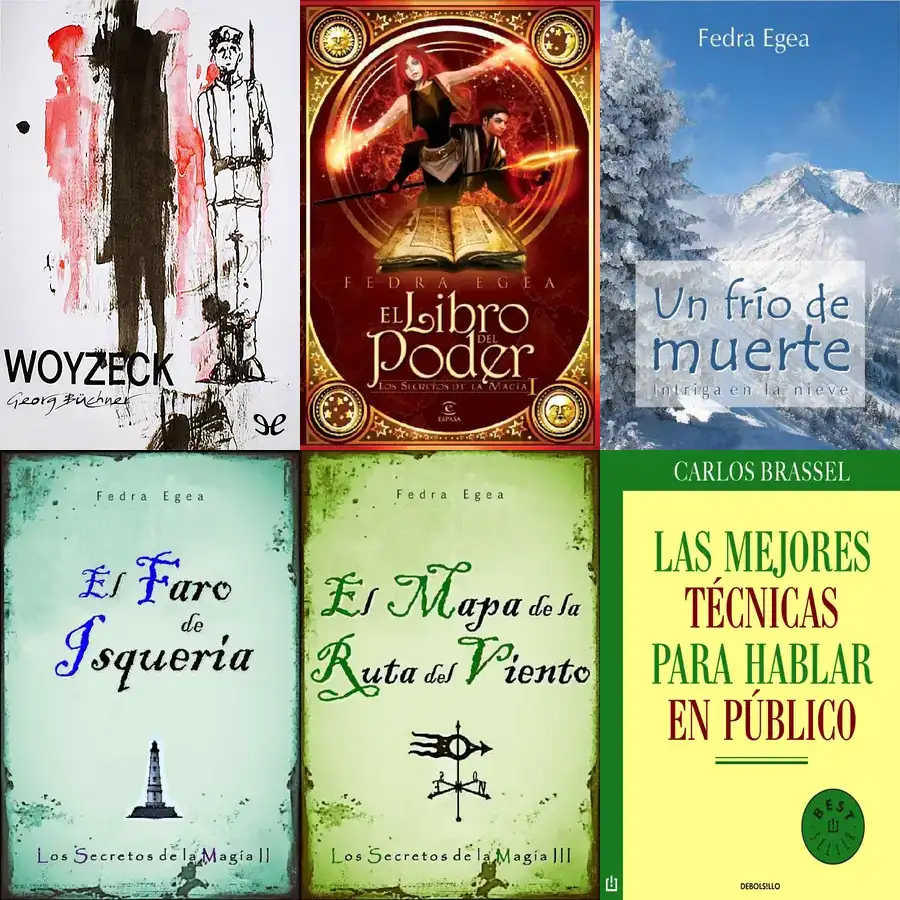 WOYZECK
Georg Büchner
FEDRA EGEA
EL Libro
DEL
Poder
LOS SECRETOS DE LA MAGIA I
ESPASA
Fedra Egea
Un frío de
muerte
Intriga en la nieve
Fedra Egea
El Faro
de
Isqueria
Los Secretos de la Magia II
Fedra Egea
El Mapa de la
Ruta del Viento
Los Secretos de la Magia III
CARLOS BRASSEL
LAS MEJORES
TÉCNICAS
PARA HABLAR
EN PÚBLICO
BEST
SELLER
DEBOLS!LLO